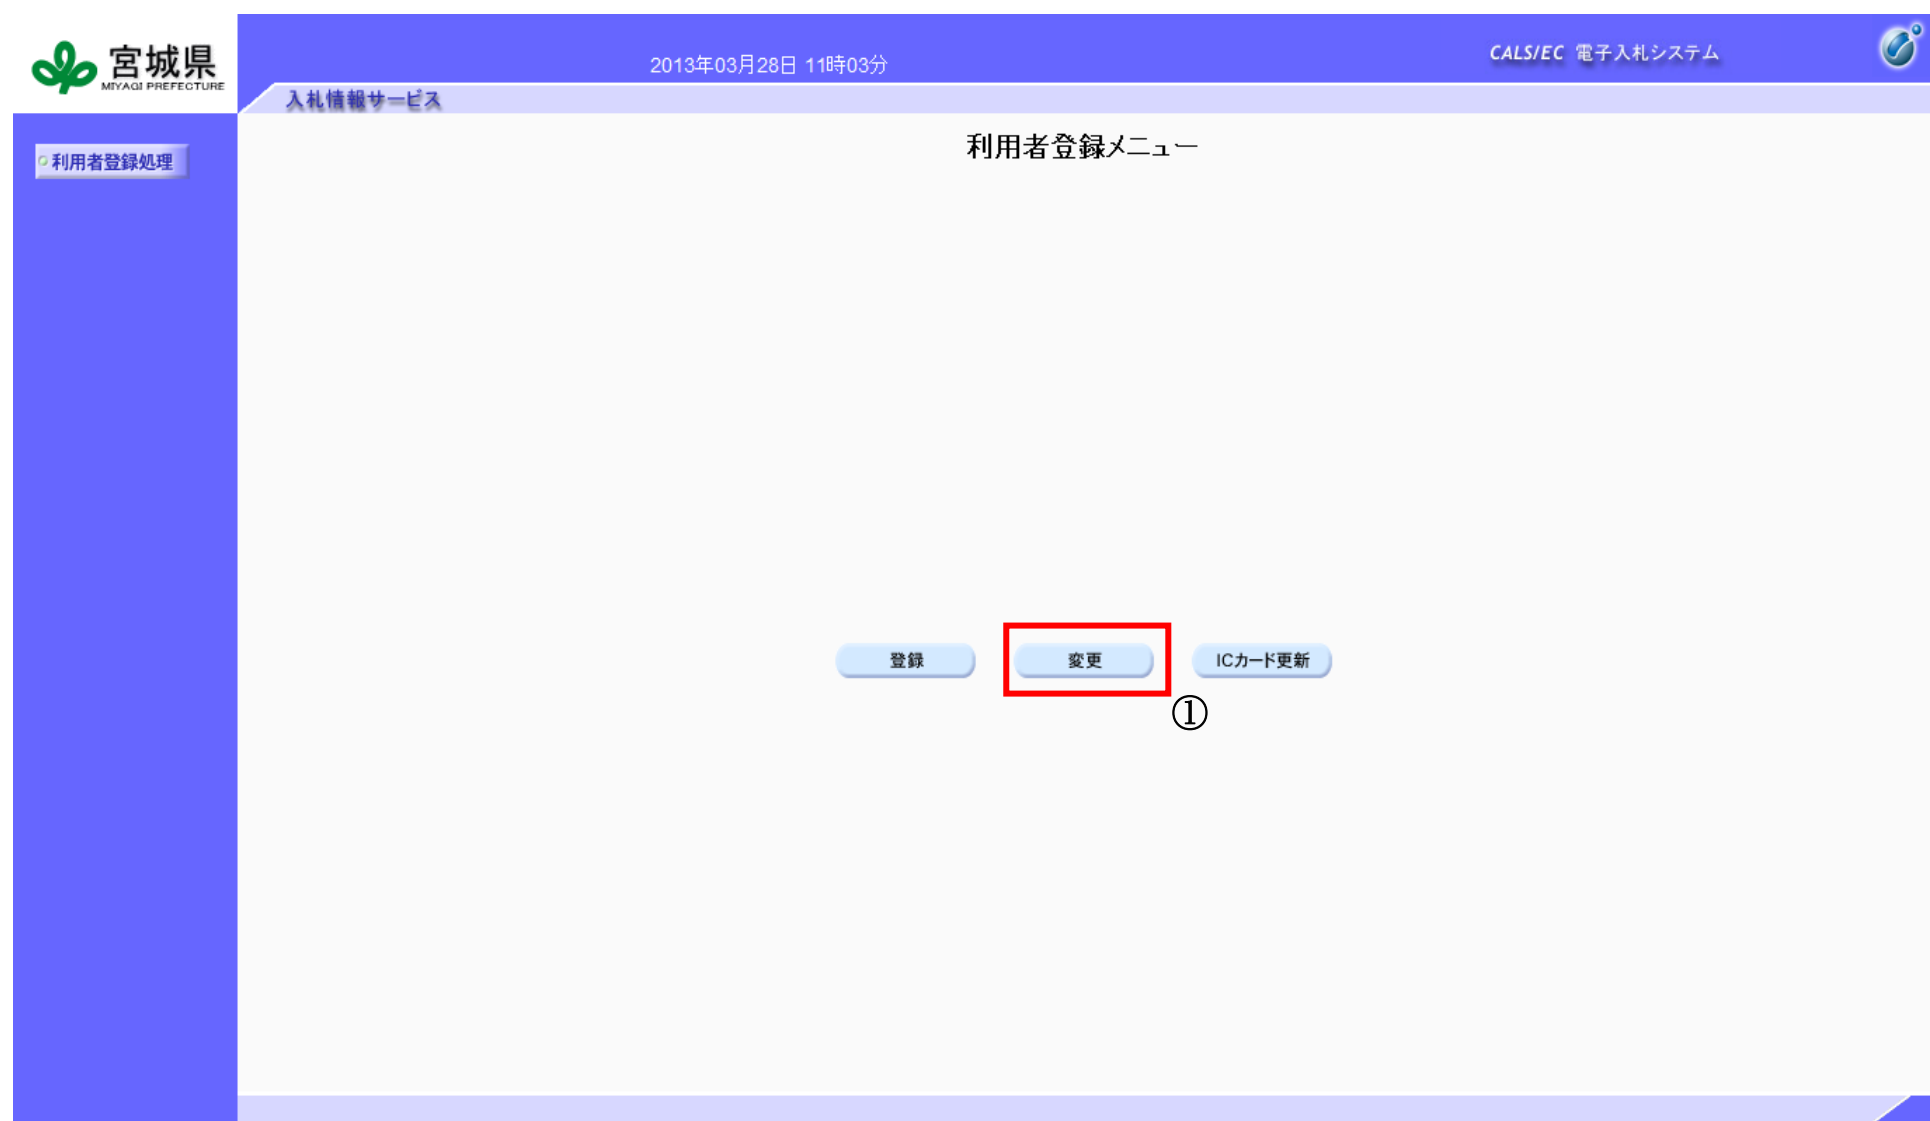 宮城県
MIYAGI PREFECTURE
2013年03月28日 11時03分
CALS/EC 電子入札システム
入札情報サービス
利用者登録処理
利用者登録メニュー
登録
変更
ICカード更新
①